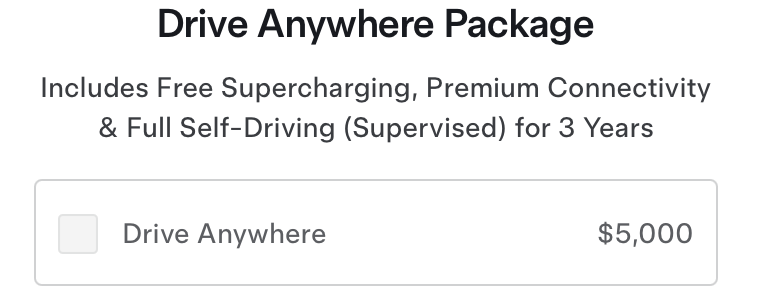 Drive Anywhere Package
Includes Free Supercharging, Premium Connectivity
& Full Self-Driving (Supervised) for 3 Years
Drive Anywhere $5,000